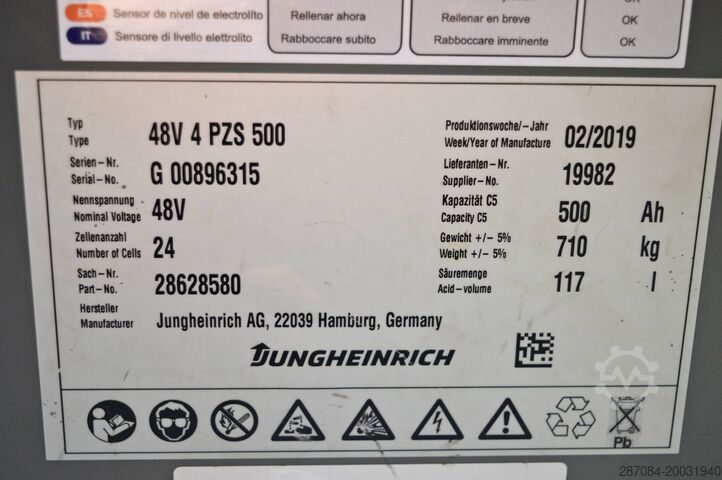 OK
ES Sensor de nivel de electrolito Rellenar ahora Rellenar en breve OK
IT Sensore di livello elettrolito Rabboccare subito Rabboccare imminente OK
Typ
Type 48V 4 PZS 500
Produktionswoche/-Jahr
Week/Year of Manufacture 02/2019
Serien-Nr.
Serial-No. G 00896315
Lieferanten-Nr.
Supplier-No. 19982
Nennspannung
Nominal Voltage 48V
Kapazität C5
Capacity C5 500 Ah
Zellenanzahl
Number of Cells 24
Gewicht +/- 5%
Weight +/- 5% 710 kg
Sach-Nr.
Part-No. 28628580
Säuremenge
Acid-volume 117 l
Hersteller
Manufacturer Jungheinrich AG, 22039 Hamburg, Germany
JUNGHEINRICH
Pb
287084-20031940